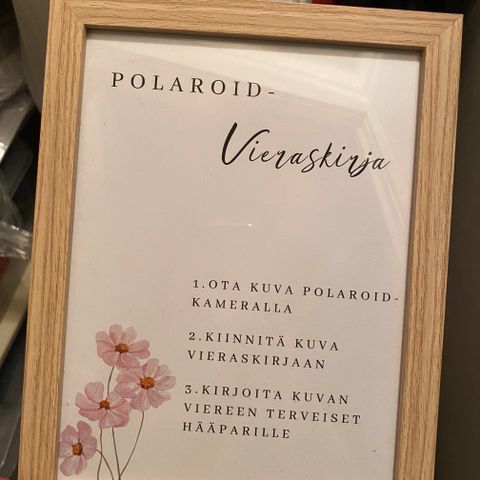 POLAROID-
Vieraskirja
1.OTA KUVA POLAROID-
KAMERALLA
2.KIINNITÄ KUVA
VIERASKIRJAAN
3.KIRJOITA KUVAN
VIEREEN TERVEISET
HÄÄPARILLE